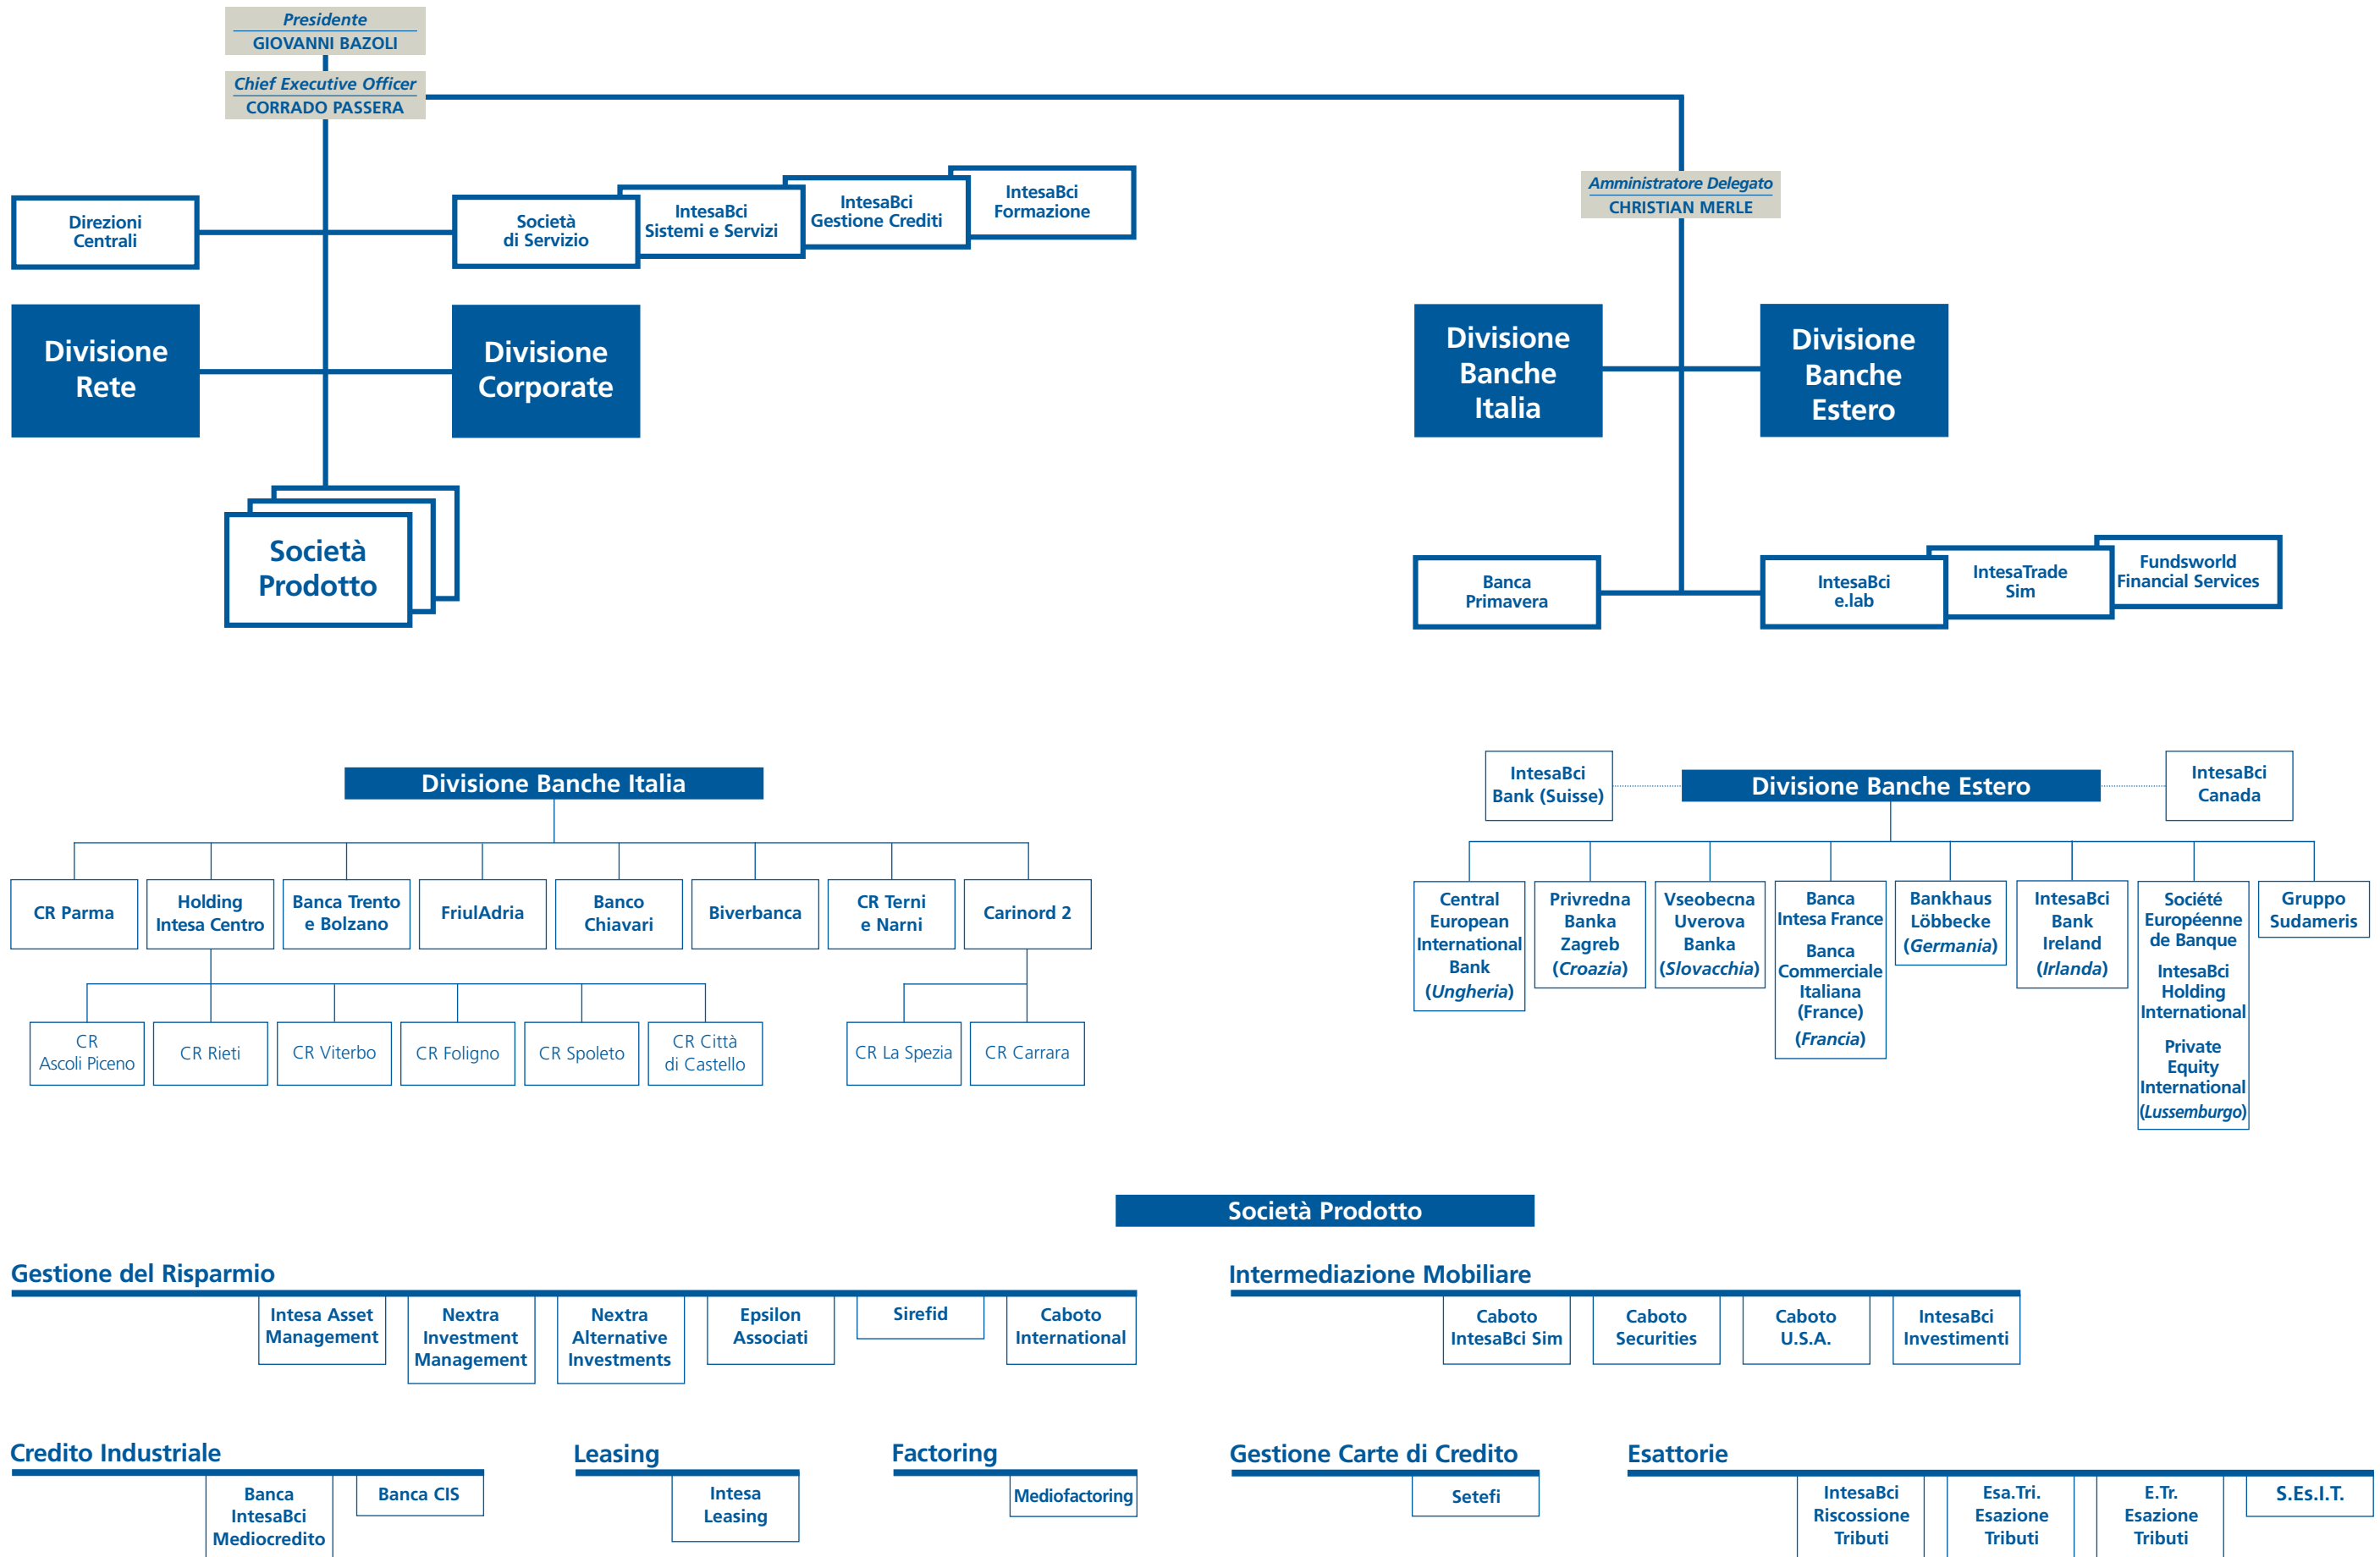 Presidente
GIOVANNI BAZOLI
Chief Executive Officer
CORRADO PASSERA
Amministratore Delegato
CHRISTIAN MERLE
Direzioni
Centrali
Società
di Servizio
IntesaBci
Sistemi e Servizi
IntesaBci
Gestione Crediti
IntesaBci
Formazione
Divisione
Rete
Divisione
Corporate
Divisione
Banche
Italia
Divisione
Banche
Estero
Società
Prodotto
Banca
Primavera
IntesaBci
e.lab
IntesaTrade
Sim
Fundsworld
Financial Services
Divisione Banche Italia
CR Parma
Holding
Intesa Centro
Banca Trento
e Bolzano
FriulAdria
Banco
Chiavari
Biverbanca
CR Terni
e Narni
Carinord 2
CR
Ascoli Piceno
CR Rieti
CR Viterbo
CR Foligno
CR Spoleto
CR Città
di Castello
CR La Spezia
CR Carrara
IntesaBci
Bank (Suisse)
Divisione Banche Estero
IntesaBci
Canada
Central
European
International
Bank
(Ungheria)
Privredna
Banka
Zagreb
(Croazia)
Vseobecna
Uverova
Banka
(Slovacchia)
Banca
Intesa France
Banca
Commerciale
Italiana
(France)
(Francia)
Bankhaus
Löbbecke
(Germania)
IntesaBci
Bank
Ireland
(Irlanda)
Société
Européenne
de Banque
IntesaBci
Holding
International
Private
Equity
International
(Lussemburgo)
Gruppo
Sudameris
Società Prodotto
Gestione del Risparmio
Intesa Asset
Management
Nextra
Investment
Management
Nextra
Alternative
Investments
Epsilon
Associati
Sirefid
Caboto
International
Intermediazione Mobiliare
Caboto
IntesaBci Sim
Caboto
Securities
Caboto
U.S.A.
IntesaBci
Investimenti
Credito Industriale
Banca
IntesaBci
Mediocredito
Banca CIS
Leasing
Intesa
Leasing
Factoring
Mediofactoring
Gestione Carte di Credito
Setefi
Esattorie
IntesaBci
Riscossione
Tributi
Esa.Tri.
Esazione
Tributi
E.Tr.
Esazione
Tributi
S.Es.I.T.